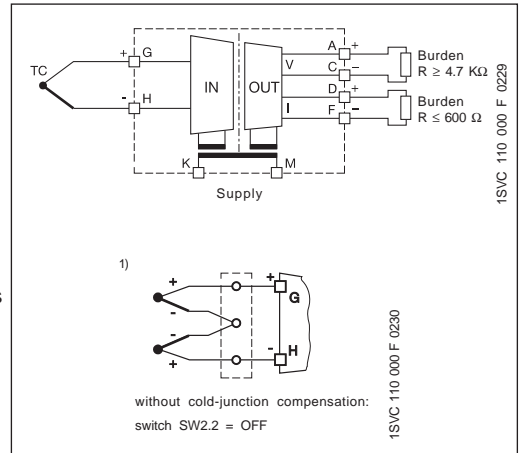 TC
+ G
- H
IN
OUT
V
I
A +
C –
D +
F –
Burden
R ≥ 4.7 KΩ
Burden
R ≤ 600 Ω
K
M
Supply
1SVC 110 000 F 0229
1)
+
-
-
+
+
G
-
H
without cold-junction compensation:
switch SW2.2 = OFF
1SVC 110 000 F 0230
s